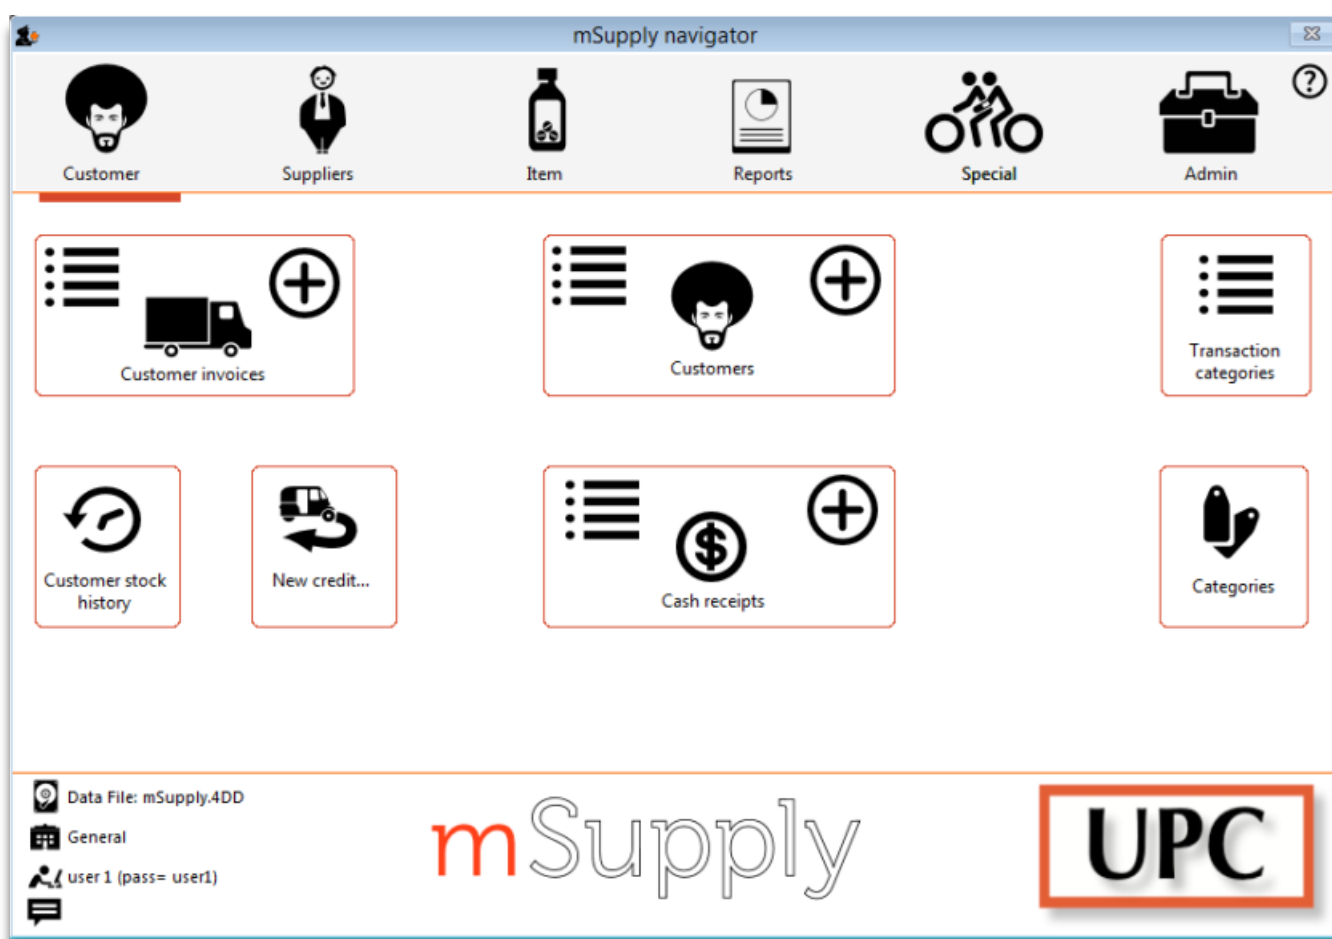 mSupply navigator
Customer
Suppliers
Item
Reports
Special
Admin
?
Customer invoices
Customers
Transaction
categories
Customer stock
history
New credit...
$
Cash receipts
Categories
Data File: mSupply.4DD
General
user 1 (pass= user1)
mSupply
UPC